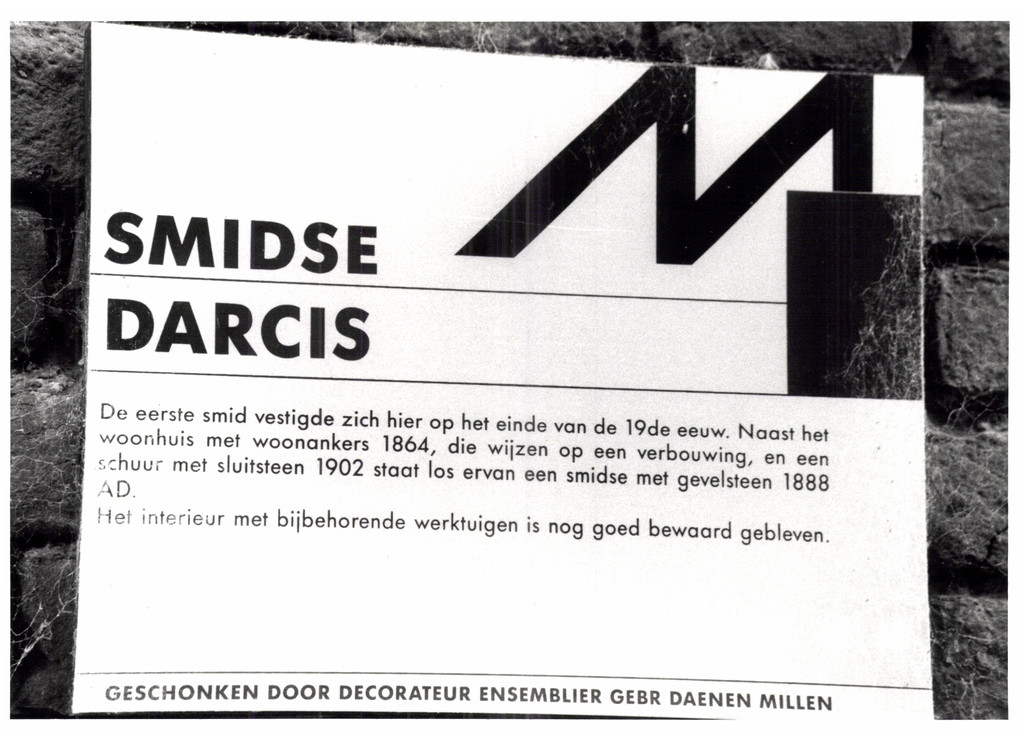 SMIDSE
DARCIS
De eerste smid vestigde zich hier op het einde van de 19de eeuw. Naast het
woonhuis met woonankers 1864, die wijzen op een verbouwing, en een
schuur met sluitsteen 1902 staat los ervan een smidse met gevelsteen 1888
AD.
Het interieur met bijbehorende werktuigen is nog goed bewaard gebleven.
GESCHONKEN DOOR DECORATEUR ENSEMBLIER GEBR DAENEN MILLEN